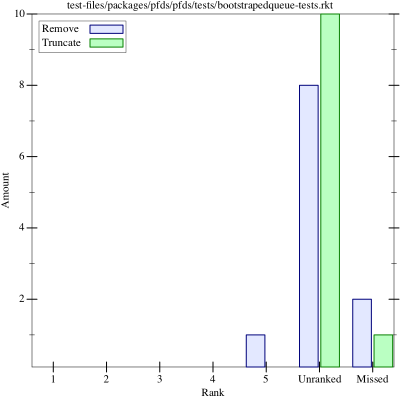 test-files/packages/pfds/pfds/tests/bootstrapedqueue-tests.rkt
Remove
Truncate
10
8
6
4
2
Amount
1 2 3 4 5 Unranked Missed
Rank